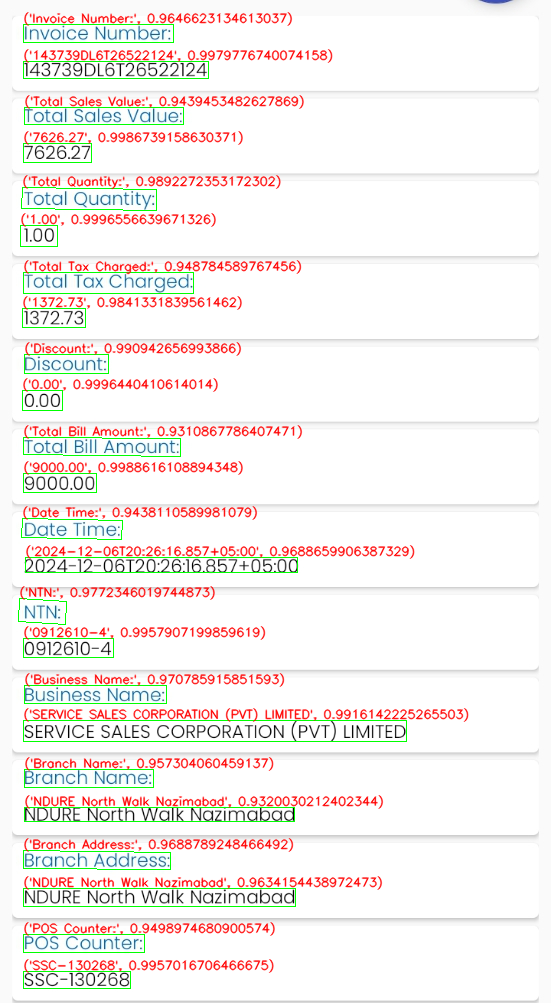 ('Invoice Number:', 0.9646623134613037)
Invoice Number:
('143739DL6T26522124', 0.9979776740074158)
143739DL6T26522124
('Total Sales Value:', 0.9439453482627869)
Total Sales Value:
('7626.27', 0.9986739158630371)
7626.27
('Total Quantity:', 0.9892272353172302)
Total Quantity:
('1.00', 0.9996556639671326)
1.00
('Total Tax Charged:', 0.948784589767456)
Total Tax Charged:
('1372.73', 0.9841331839561462)
1372.73
('Discount:', 0.990942656993866)
Discount:
('0.00', 0.9996440410614014)
0.00
('Total Bill Amount:', 0.9310867786407471)
Total Bill Amount:
('9000.00', 0.9988616108894348)
9000.00
('Date Time:', 0.9438110589981079)
Date Time:
('2024-12-06T20:26:16.857+05:00', 0.9688659906387329)
2024-12-06T20:26:16.857+05:00
('NTN:', 0.9772346019744873)
NTN:
('0912610-4', 0.9957907199859619)
0912610-4
('Business Name:', 0.970785915851593)
Business Name:
('SERVICE SALES CORPORATION (PVT) LIMITED', 0.9916142225265503)
SERVICE SALES CORPORATION (PVT) LIMITED
('Branch Name:', 0.957304060459137)
Branch Name:
('NDURE North Walk Nazimabad', 0.9320030212402344)
NDURE North Walk Nazimabad
('Branch Address:', 0.9688789248466492)
Branch Address:
('NDURE North Walk Nazimabad', 0.9634154438972473)
NDURE North Walk Nazimabad
('POS Counter:', 0.9498974680900574)
POS Counter:
('SSC-130268', 0.9957016706466675)
SSC-130268